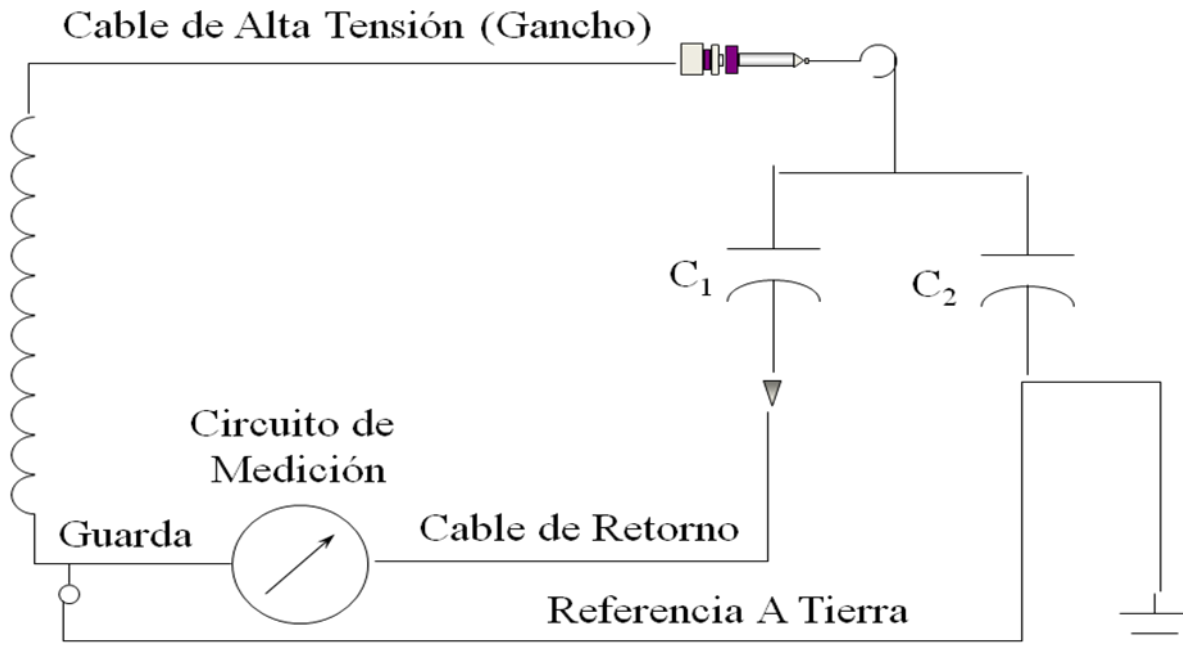 Cable de Alta Tensión (Gancho)
C1
C2
Circuito de
Medición
Guarda
Cable de Retorno
Referencia A Tierra